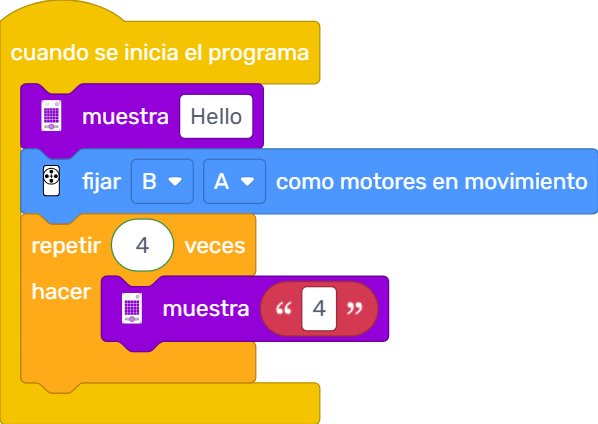 cuando se inicia el programa
muestra Hello
fijar B A como motores en movimiento
repetir 4 veces
hacer
muestra “ 4 ”